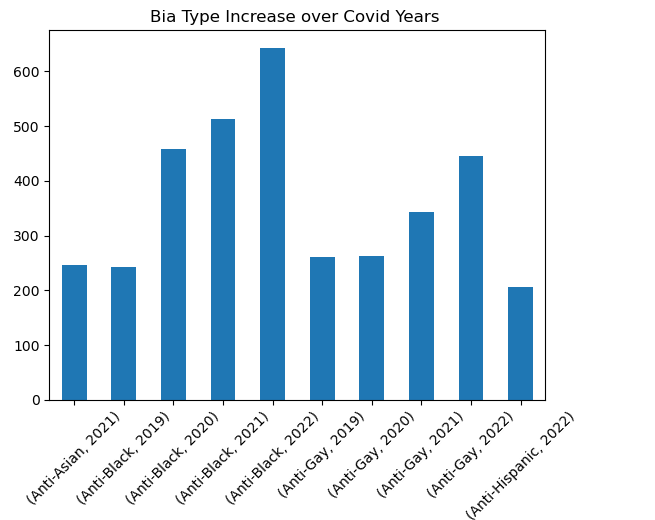 Bia Type Increase over Covid Years
600
500
400
300
200
100
0
(Anti-Asian, 2021)
(Anti-Black, 2019)
(Anti-Black, 2020)
(Anti-Black, 2021)
(Anti-Black, 2022)
(Anti-Gay, 2019)
(Anti-Gay, 2020)
(Anti-Gay, 2021)
(Anti-Gay, 2022)
(Anti-Hispanic, 2022)